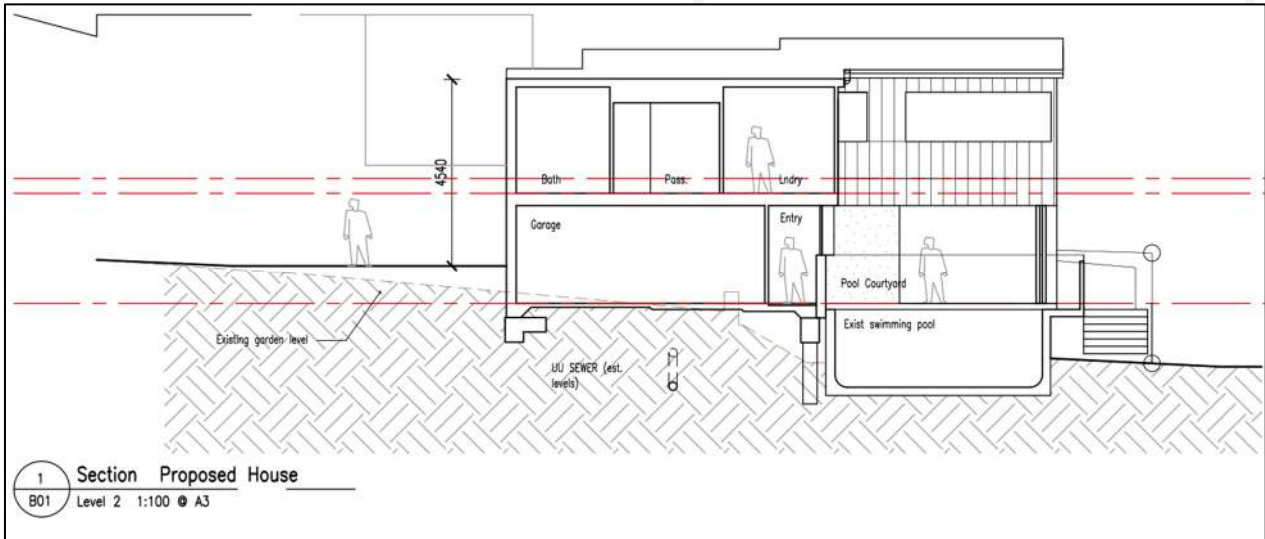 4540
Bath
Pass.
Lndry
Garage
Entry
Pool Courtyard
Existing garden level
Exist swimming pool
UU SEWER (est.
levels)
1
B01
Section Proposed House
Level 2 1:100 @ A3